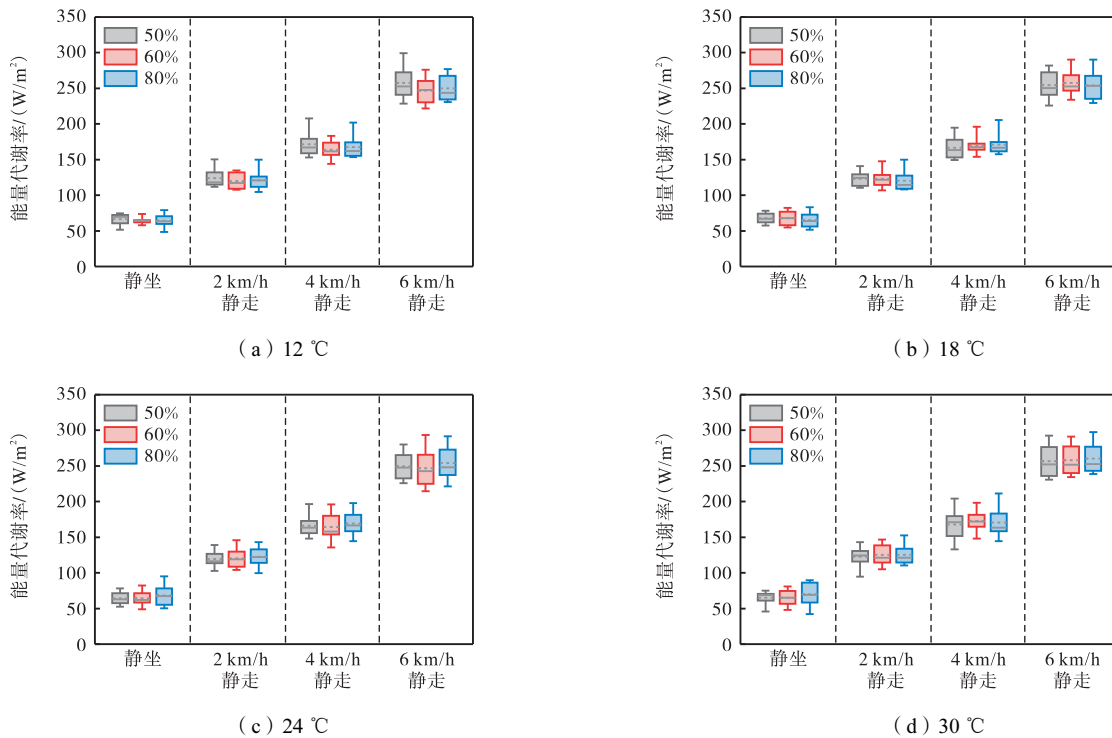 350
300
250
200
150
100
50
0
能量代谢率/(W/m²)
50%
60%
80%
静坐
2 km/h
静走
4 km/h
静走
6 km/h
静走
(a) 12 ℃
350
300
250
200
150
100
50
0
能量代谢率/(W/m²)
50%
60%
80%
静坐
2 km/h
静走
4 km/h
静走
6 km/h
静走
(b) 18 ℃
350
300
250
200
150
100
50
0
能量代谢率/(W/m²)
50%
60%
80%
静坐
2 km/h
静走
4 km/h
静走
6 km/h
静走
(c) 24 ℃
350
300
250
200
150
100
50
0
能量代谢率/(W/m²)
50%
60%
80%
静坐
2 km/h
静走
4 km/h
静走
6 km/h
静走
(d) 30 ℃